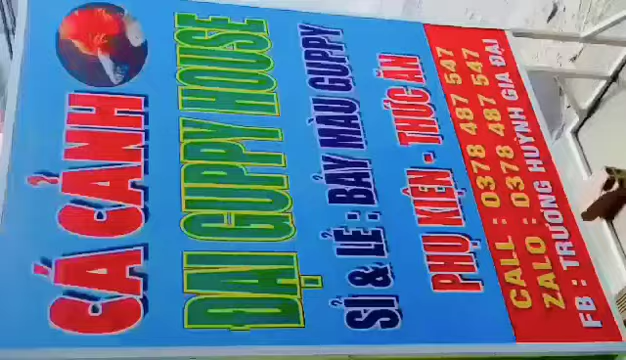 CÁ CẢNH
ĐẠI GUPPY HOUSE
SỈ & LẺ : BẢY MÀU GUPPY
PHỤ KIỆN - THỨC ĂN
CALL : 0378 487 547
ZALO : 0378 487 547
FB : TRƯƠNG HUỲNH GIA ĐẠI